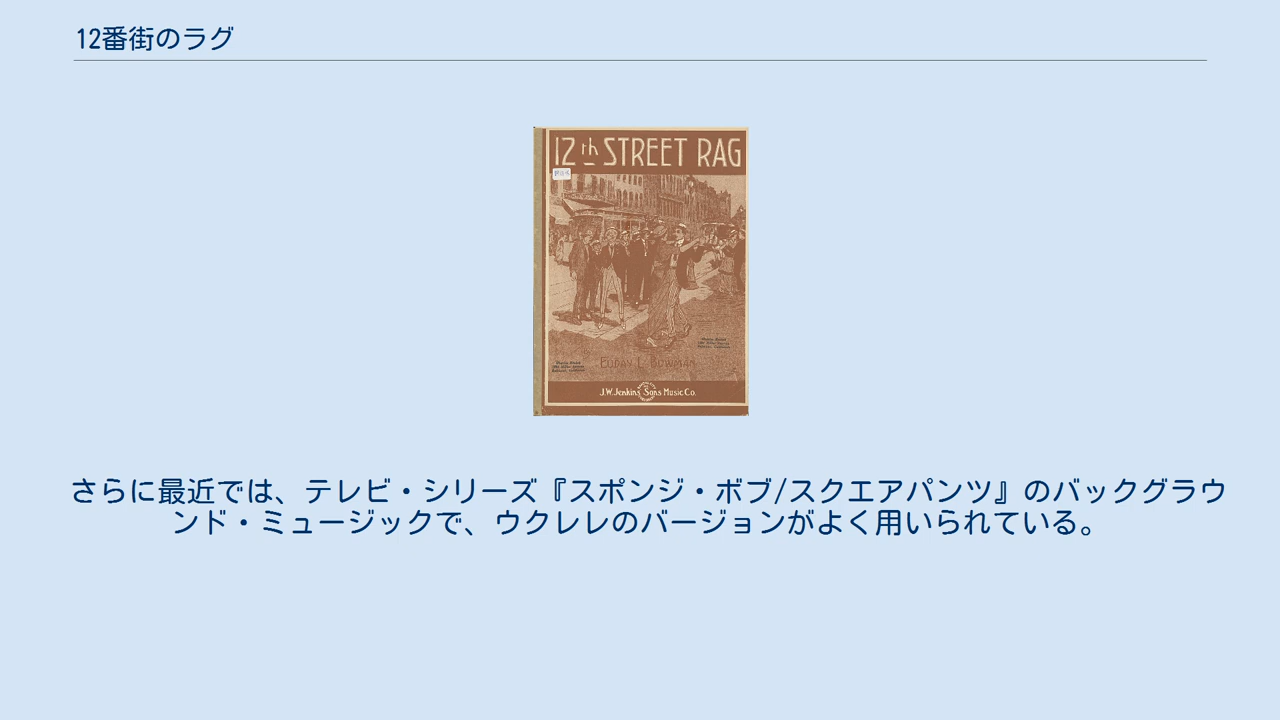 12番街のラグ
12th STREET RAG
EUDAY L. BOWMAN
J.W. Jenkins Sons Music Co.
さらに最近では、テレビ・シリーズ『スポンジ・ボブ/スクエアパンツ』のバックグラウ
ンド・ミュージックで、ウクレレのバージョンがよく用いられている。